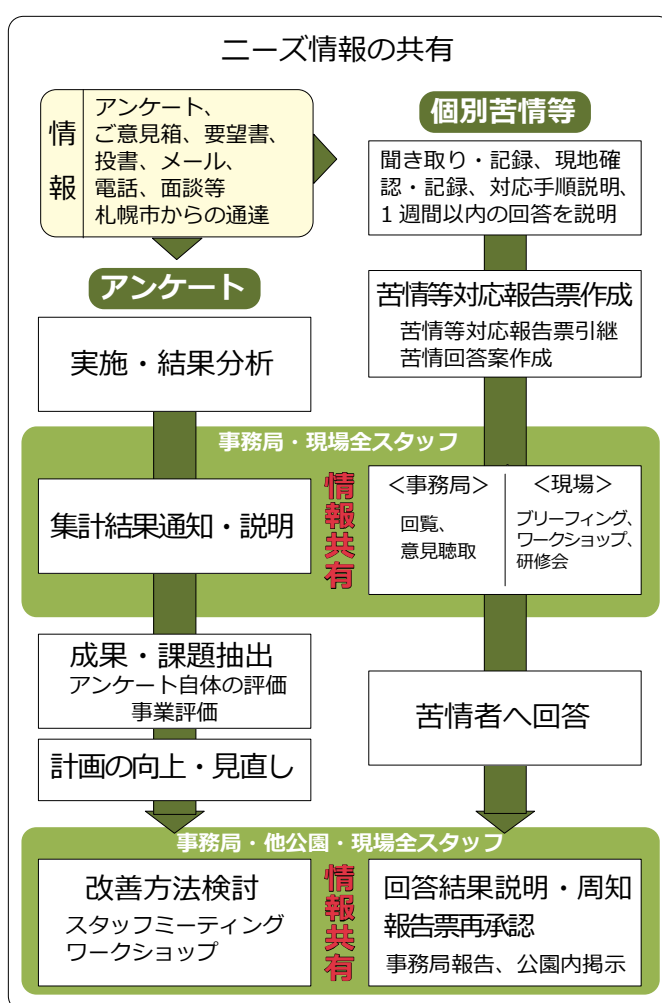 ニーズ情報の共有
情報
アンケート、
ご意見箱、要望書、
投書、メール、
電話、面談等
札幌市からの通達
アンケート
実施・結果分析
個別苦情等
聞き取り・記録、現地確
認・記録、対応手順説明、
1週間以内の回答を説明
苦情等対応報告票作成
苦情等対応報告票引継
苦情回答案作成
事務局・現場全スタッフ
集計結果通知・説明
情報共有
＜事務局＞
回覧、
意見聴取
＜現場＞
ブリーフィング、
ワークショップ、
研修会
成果・課題抽出
アンケート自体の評価
事業評価
計画の向上・見直し
苦情者へ回答
事務局・他公園・現場全スタッフ
改善方法検討
スタッフミーティング
ワークショップ
情報共有
回答結果説明・周知
報告票再承認
事務局報告、公園内掲示